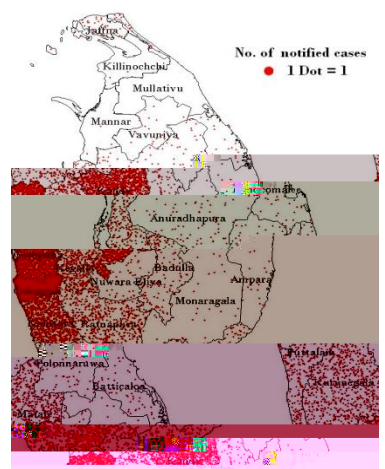 Jaffna
No. of notified cases
1 Dot = 1
Killinochchi
Mullativu
Mannar
Vavuniya
Anuradhapura
Badulla
Nuwara Eliya
Ampara
Monaragala
Ratnapura
Puttalam
Polonnaruwa
Kurunegala
Batticaloa